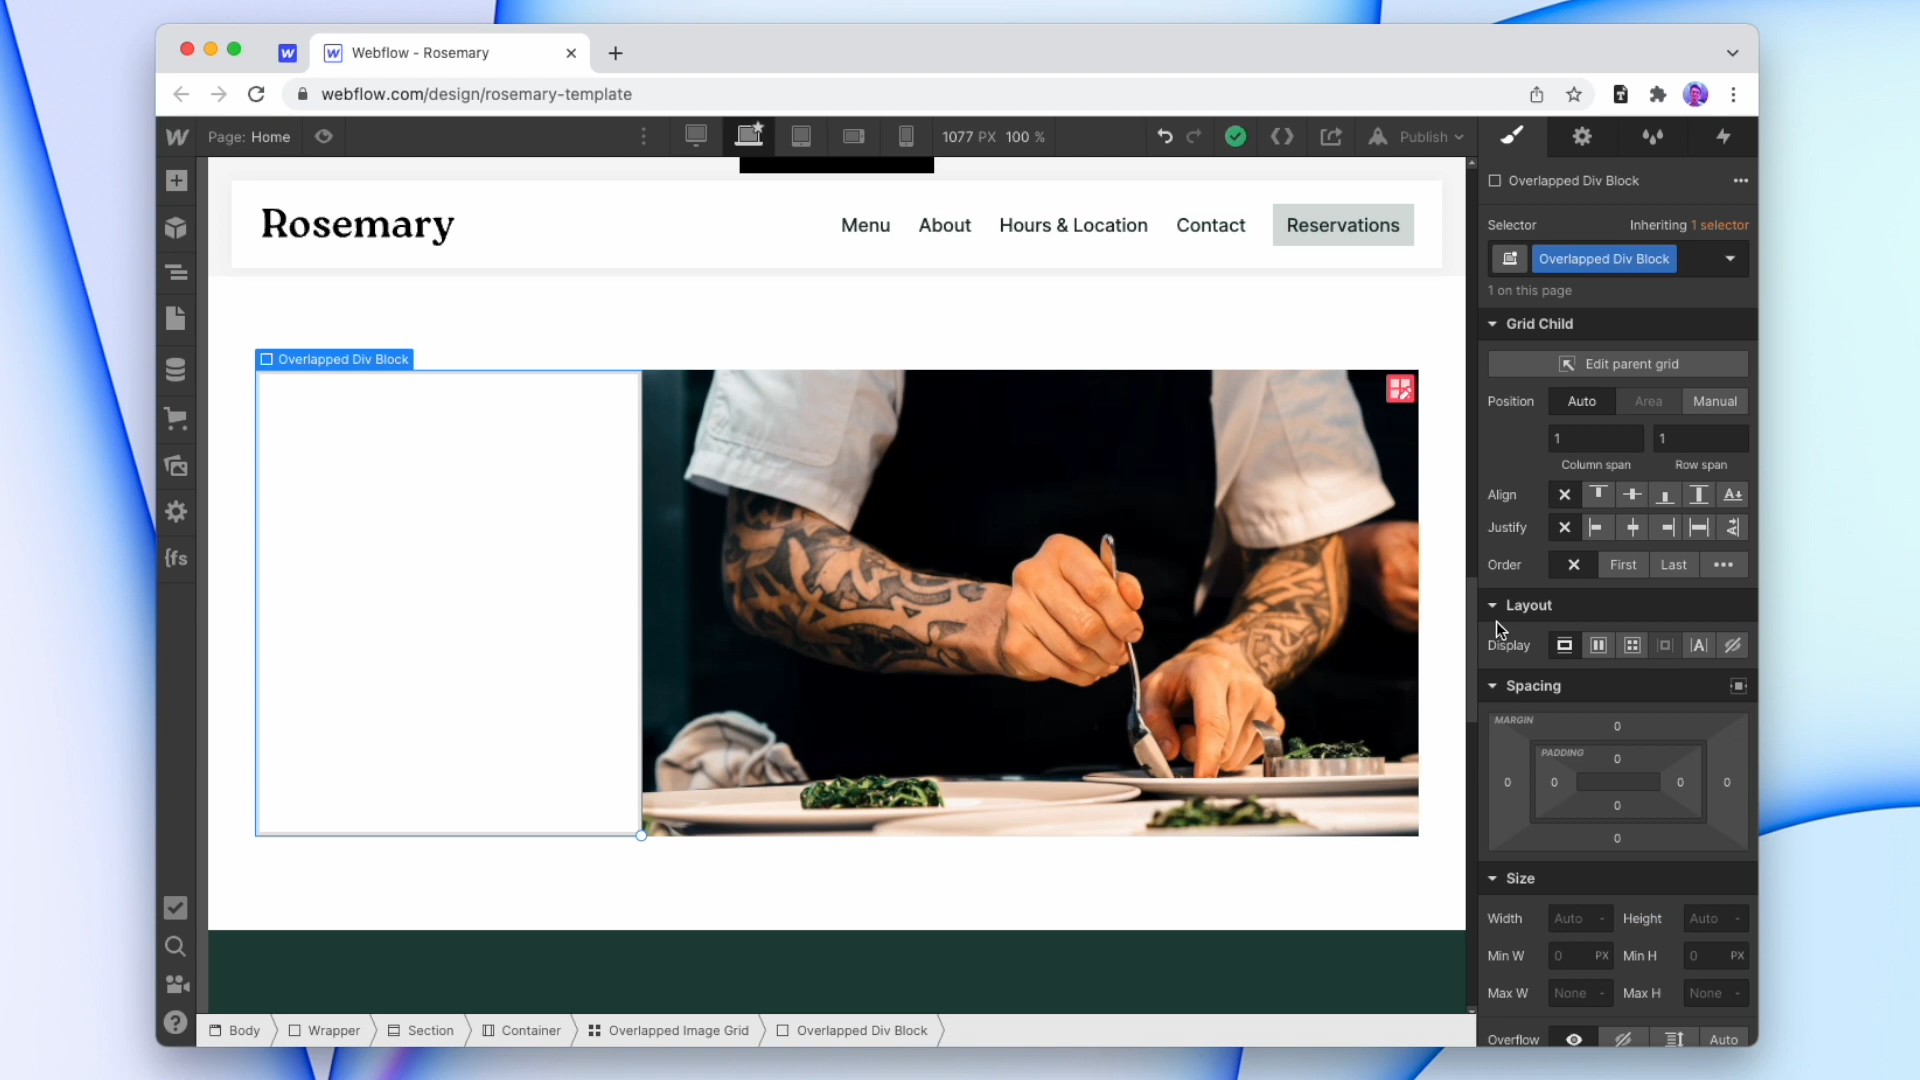 Webflow - Rosemary
webflow.com/design/rosemary-template
Page: Home
1077 PX 100 %
Publish
Rosemary
Menu
About
Hours & Location
Contact
Reservations
Overlapped Div Block
Overlapped Div Block
Selector
Inheriting 1 selector
Overlapped Div Block
1 on this page
Grid Child
Edit parent grid
Position
Auto
Area
Manual
1
1
Column span
Row span
Align
Justify
Order
First
Last
Layout
Display
Spacing
MARGIN
0
PADDING
0
0
0
0
0
0
0
Size
Width
Auto -
Height
Auto -
Min W
0 PX
Min H
0 PX
Max W
None -
Max H
None -
Overflow
Auto
{fs
Body
Wrapper
Section
Container
Overlapped Image Grid
Overlapped Div Block